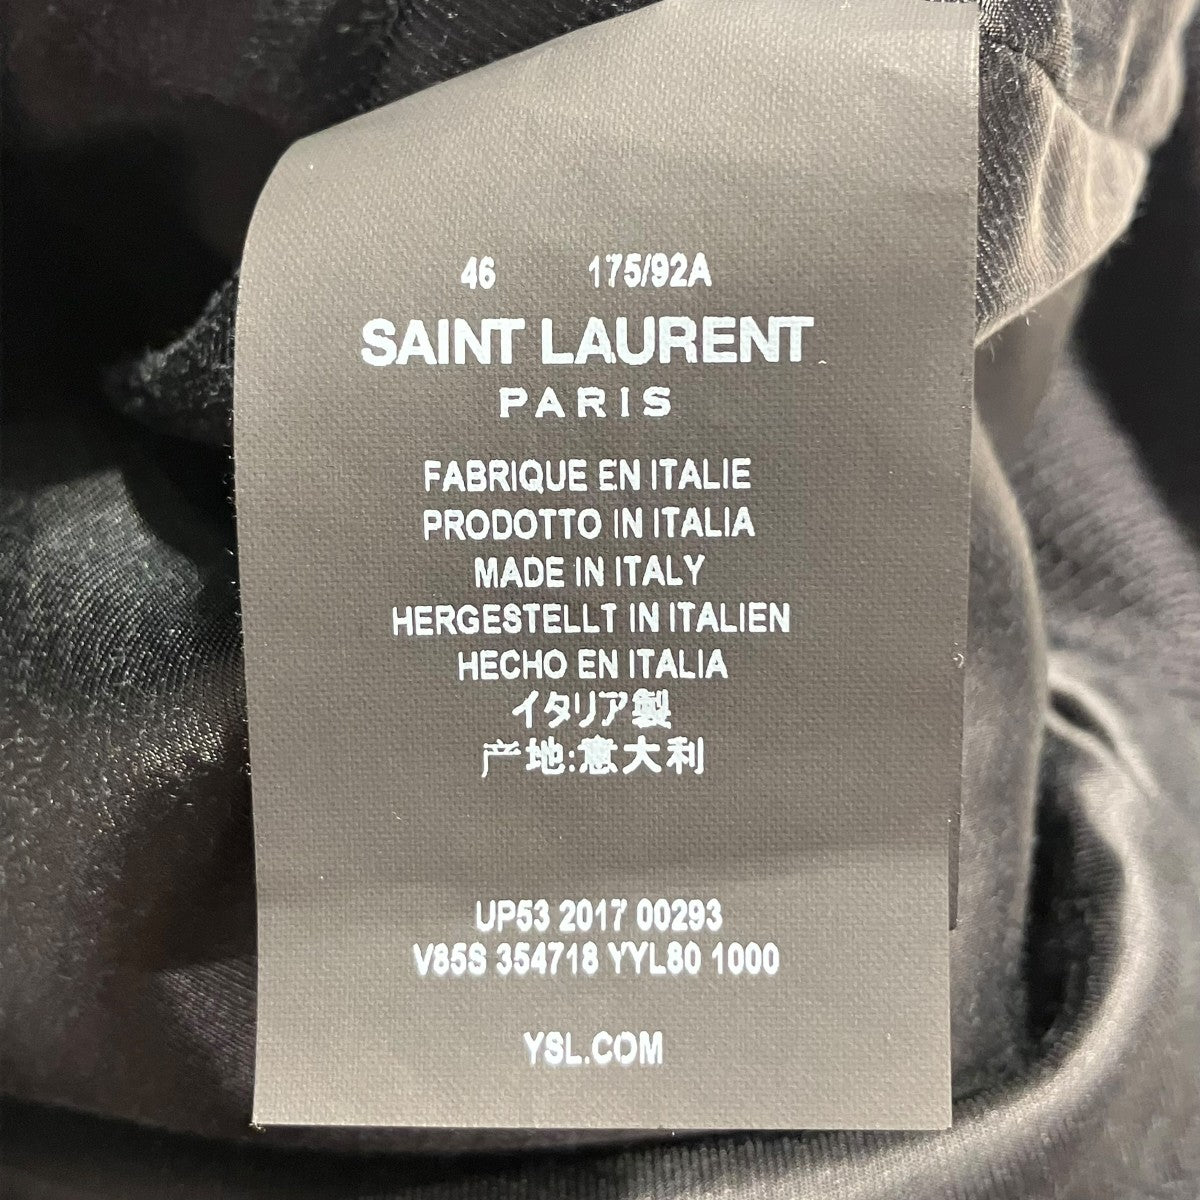 46 175/92A
SAINT LAURENT
PARIS
FABRIQUE EN ITALIE
PRODOTTO IN ITALIA
MADE IN ITALY
HERGESTELLT IN ITALIEN
HECHO EN ITALIA
イタリア製
产地:意大利
UP53 2017 00293
V85S 354718 YYL80 1000
YSL.COM